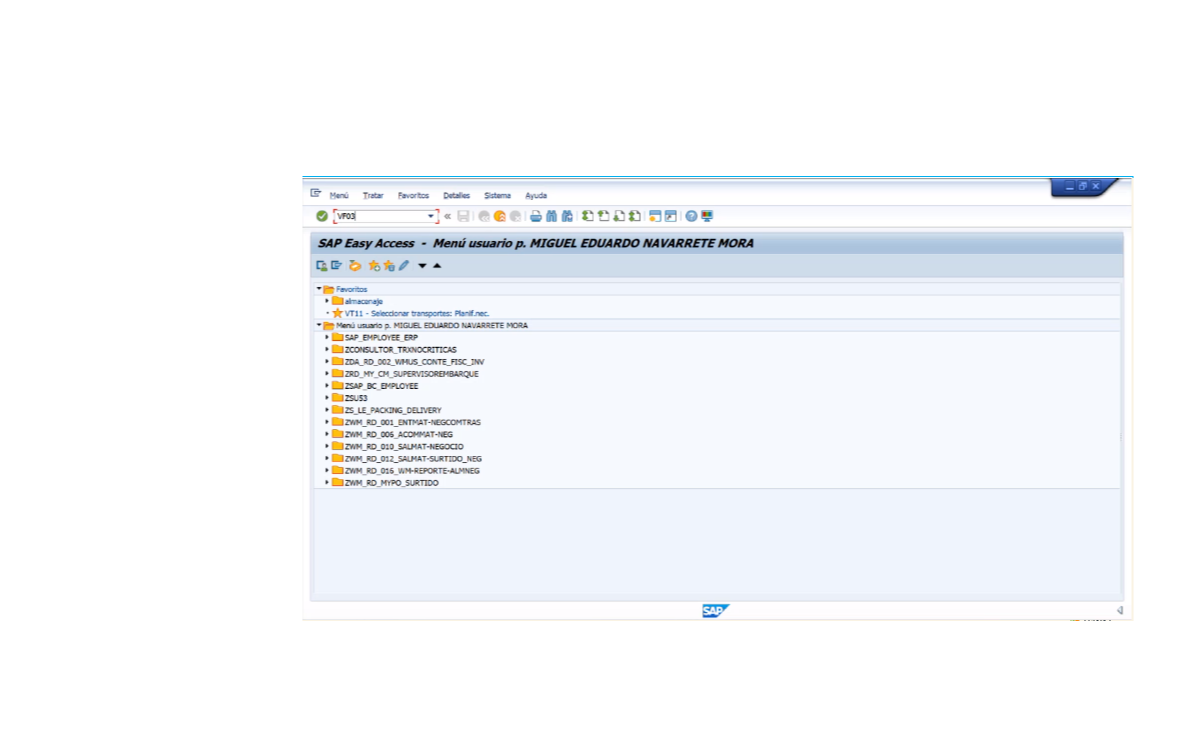 Menú Tratar Favoritos Detalles Sistema Ayuda
VF03
SAP Easy Access - Menú usuario p. MIGUEL EDUARDO NAVARRETE MORA
Favoritos
almacenaje
VT11 - Seleccionar transportes: Planif.nec.
Menú usuario p. MIGUEL EDUARDO NAVARRETE MORA
SAP_EMPLOYEE_ERP
ZCONSULTOR_TRXNOCRITICAS
ZDA_RD_002_WMUS_CONTE_FISC_INV
ZRD_MY_CM_SUPERVISOREMBARQUE
ZSAP_BC_EMPLOYEE
ZSU53
ZS_LE_PACKING_DELIVERY
ZWM_RD_001_ENTMAT-NEGCOMTRAS
ZWM_RD_006_ACOMMAT-NEG
ZWM_RD_010_SALMAT-NEGOCIO
ZWM_RD_012_SALMAT-SURTIDO_NEG
ZWM_RD_016_WM-REPORTE-ALMNEG
ZWM_RD_MYPO_SURTIDO
SAP